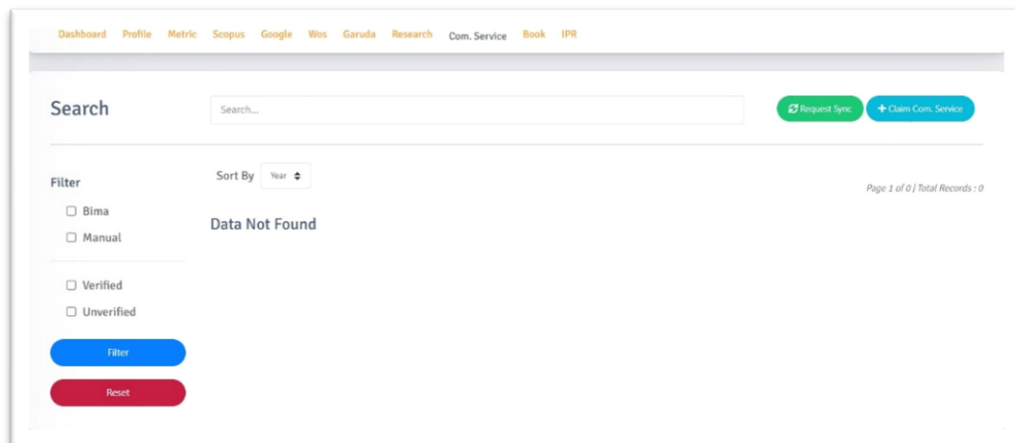 Dashboard Profile Metric Scopus Google Wos Garuda Research Com. Service Book IPR
Search
Search...
Request Sync
+ Claim Com. Service
Filter
Sort By Year
Page 1 of 0 | Total Records : 0
Bima
Data Not Found
Manual
Verified
Unverified
Filter
Reset